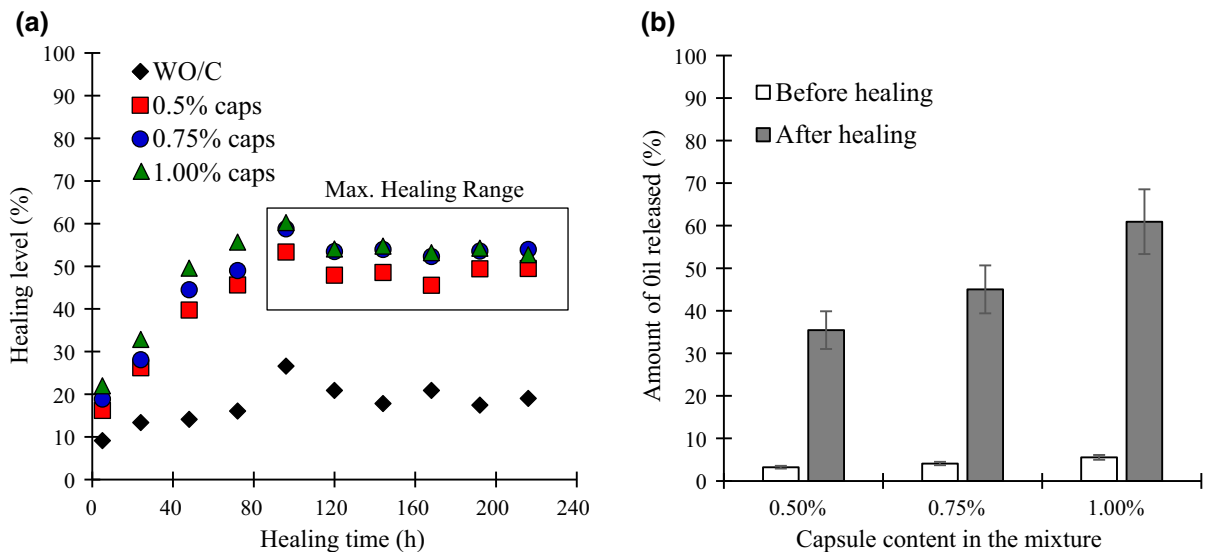 (a)
100
90
80
70
60
50
40
30
20
10
0
Healing level (%)
WO/C
0.5% caps
0.75% caps
1.00% caps
Max. Healing Range
0 40 80 120 160 200 240
Healing time (h)
(b)
100
90
80
70
60
50
40
30
20
10
0
Amount of 0il released (%)
Before healing
After healing
0.50% 0.75% 1.00%
Capsule content in the mixture